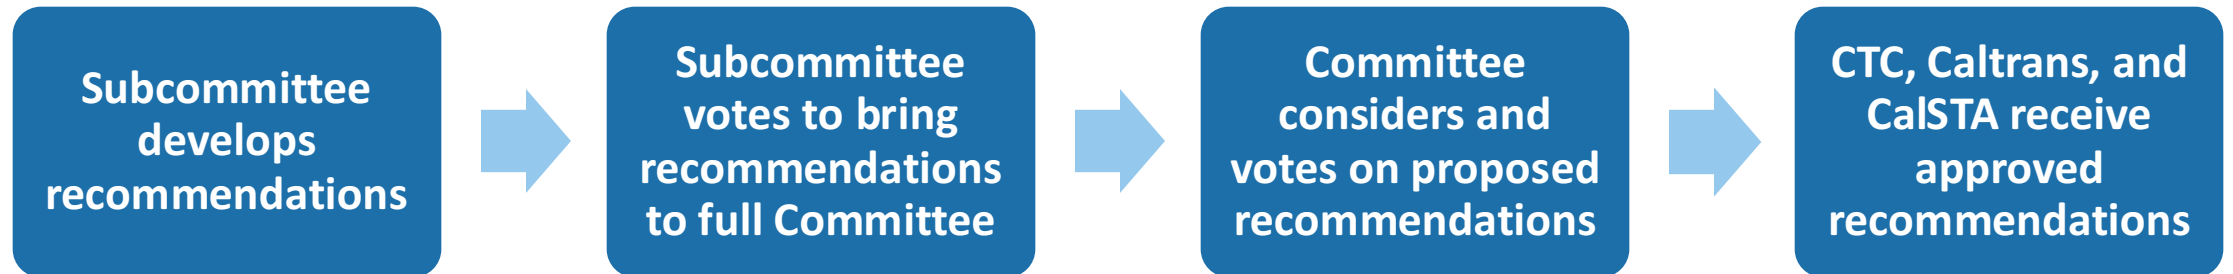 Subcommittee
develops
recommendations
Subcommittee
votes to bring
recommendations
to full Committee
Committee
considers and
votes on proposed
recommendations
CTC, Caltrans, and
CalSTA receive
approved
recommendations